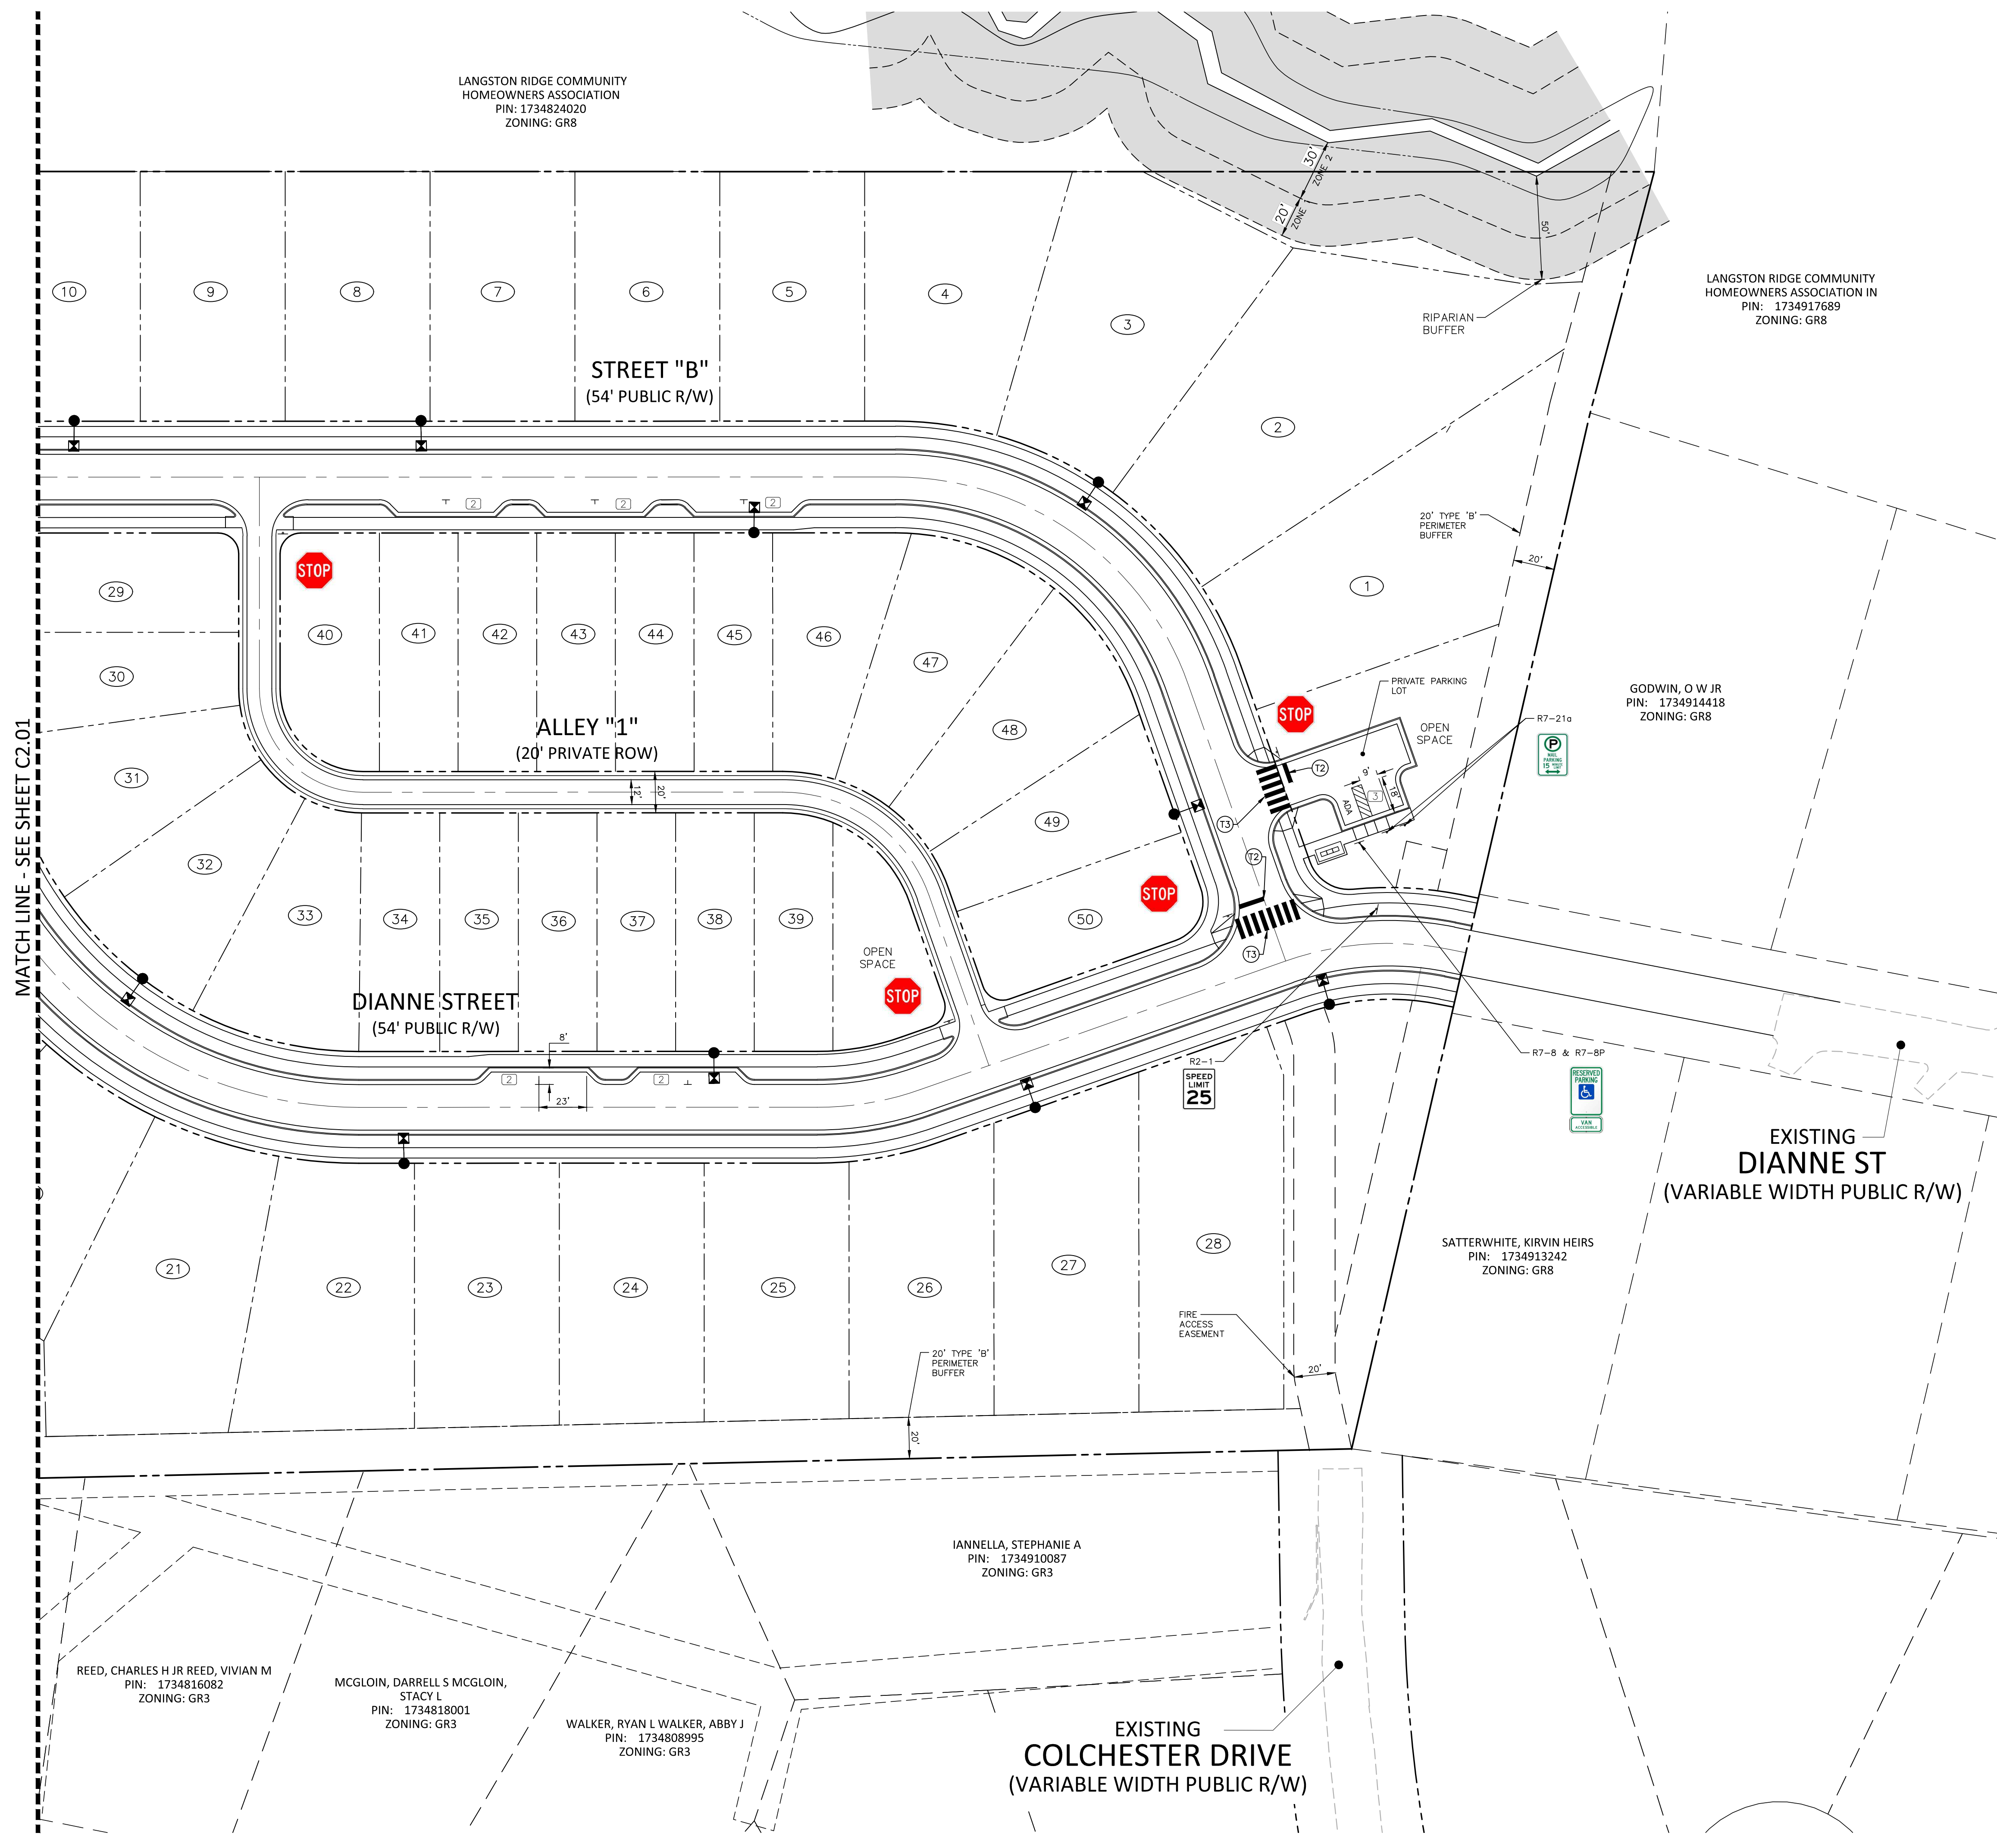 LANGSTON RIDGE COMMUNITY
HOMEOWNERS ASSOCIATION
PIN: 1734824020
ZONING: GR8
30'
ZONE 2
20'
ZONE
50'
LANGSTON RIDGE COMMUNITY
HOMEOWNERS ASSOCIATION IN
PIN: 1734917689
ZONING: GR8
RIPARIAN
BUFFER
10
9
8
7
6
5
4
3
2
1
STREET "B"
(54' PUBLIC R/W)
2
2
2
20' TYPE 'B'
PERIMETER
BUFFER
20'
STOP
29
30
31
32
40
41
42
43
44
45
46
47
48
49
50
ALLEY "1"
(20' PRIVATE ROW)
12'
20'
MATCH LINE - SEE SHEET C2.01
STOP
PRIVATE PARKING
LOT
OPEN
SPACE
R7-21a
P
PARKING
15
GODWIN, O W JR
PIN: 1734914418
ZONING: GR8
T2
T3
9'
18'
3
ADA
T2
T3
STOP
33
34
35
36
37
38
39
OPEN
SPACE
STOP
DIANNE STREET
(54' PUBLIC R/W)
8'
2
2
23'
R2-1
SPEED
LIMIT
25
R7-8 & R7-8P
RESERVED
PARKING
VAN
ACCESSIBLE
EXISTING
DIANNE ST
(VARIABLE WIDTH PUBLIC R/W)
21
22
23
24
25
26
27
28
SATTERWHITE, KIRVIN HEIRS
PIN: 1734913242
ZONING: GR8
FIRE
ACCESS
EASEMENT
20'
20' TYPE 'B'
PERIMETER
BUFFER
20'
IANNELLA, STEPHANIE A
PIN: 1734910087
ZONING: GR3
REED, CHARLES H JR REED, VIVIAN M
PIN: 1734816082
ZONING: GR3
MCGLOIN, DARRELL S MCGLOIN,
STACY L
PIN: 1734818001
ZONING: GR3
WALKER, RYAN L WALKER, ABBY J
PIN: 1734808995
ZONING: GR3
EXISTING
COLCHESTER DRIVE
(VARIABLE WIDTH PUBLIC R/W)